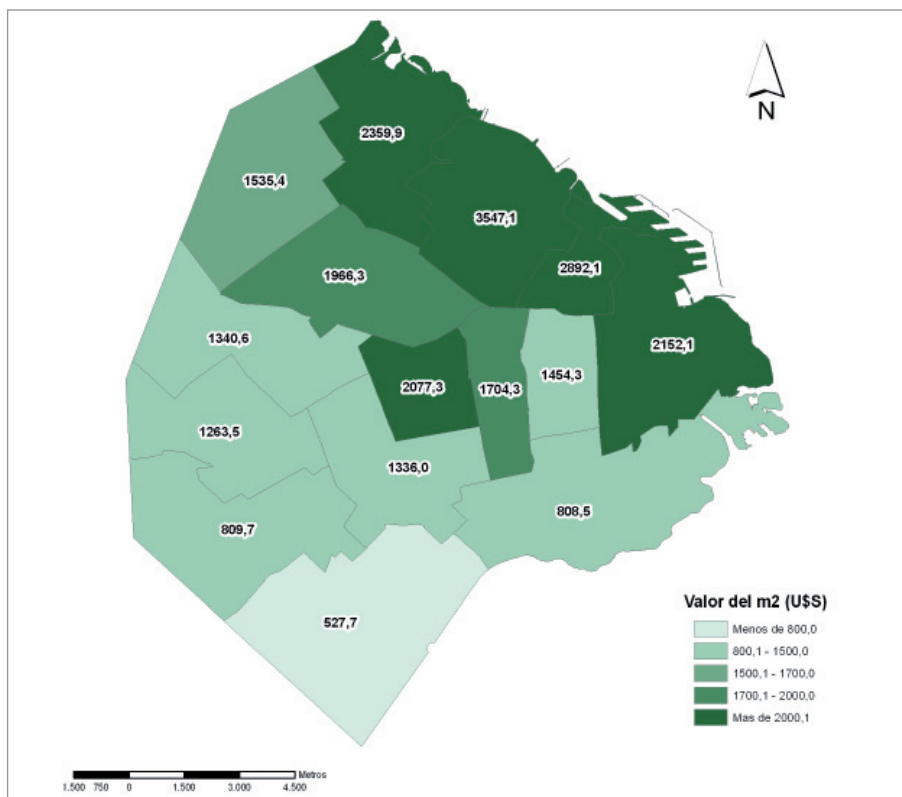 N
2359,9
1535,4
3547,1
2892,1
1966,3
1340,6
2152,1
2077,3
1704,3
1454,3
1263,5
1336,0
808,5
809,7
527,7
Valor del m2 (U$S)
Menos de 800,0
800,1 - 1500,0
1500,1 - 1700,0
1700,1 - 2000,0
Mas de 2000,1
Metros
1.500 750 0 1.500 3.000 4.500